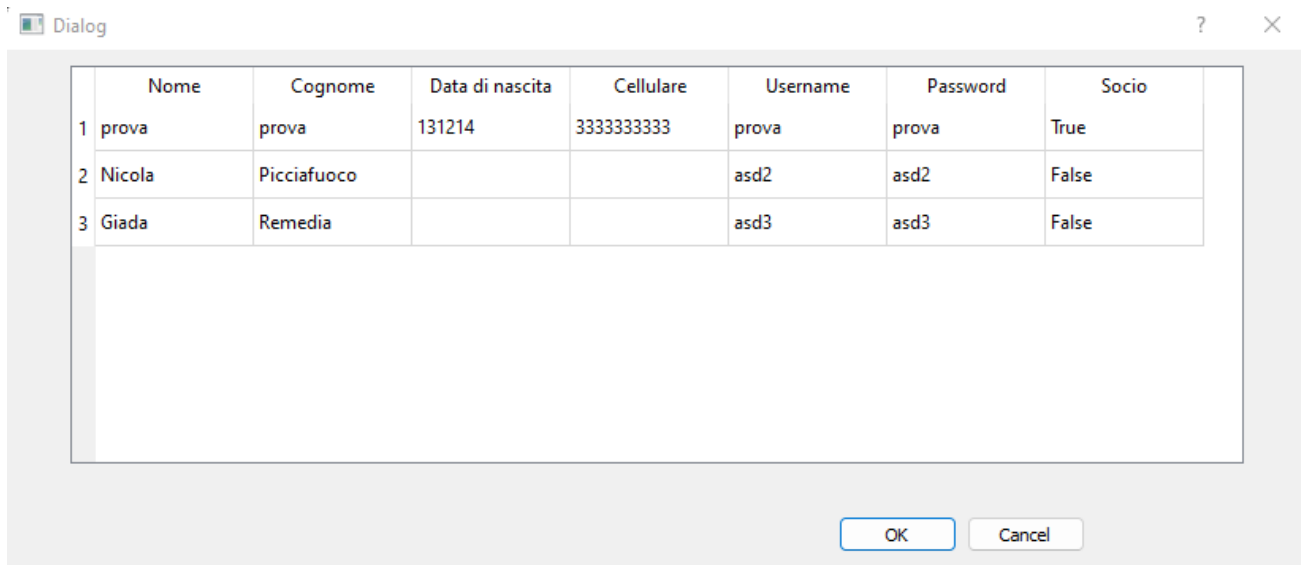 Dialog ?
Nome Cognome Data di nascita Cellulare Username Password Socio
1 prova prova 131214 3333333333 prova prova True
2 Nicola Picciafuoco asd2 asd2 False
3 Giada Remedia asd3 asd3 False
OK Cancel